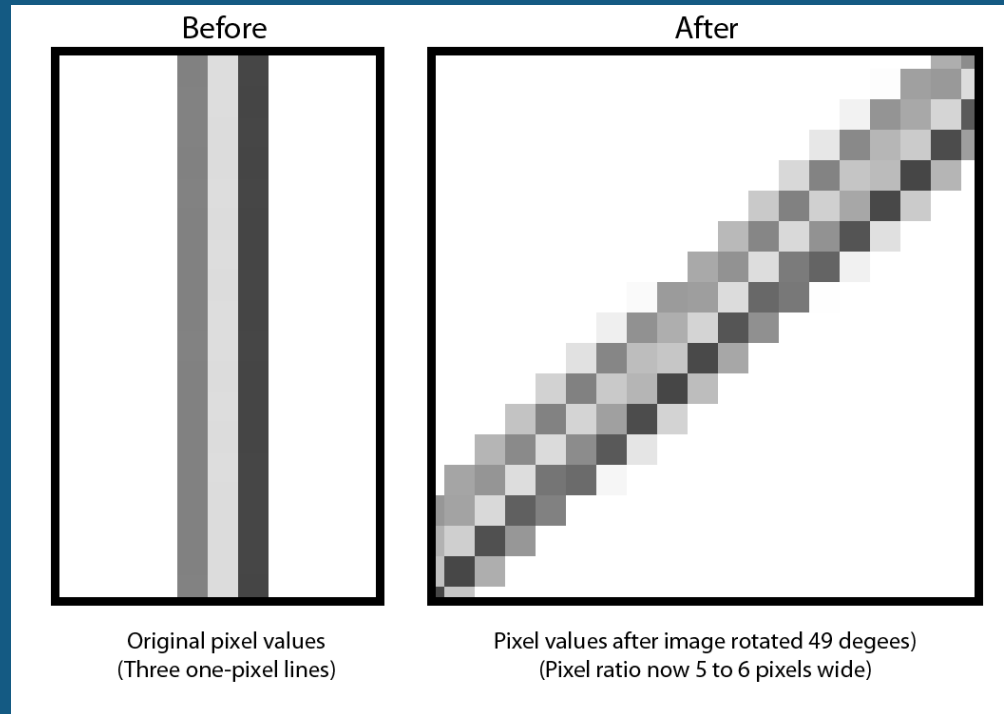 Before
After
Original pixel values
(Three one-pixel lines)
Pixel values after image rotated 49 degees)
(Pixel ratio now 5 to 6 pixels wide)